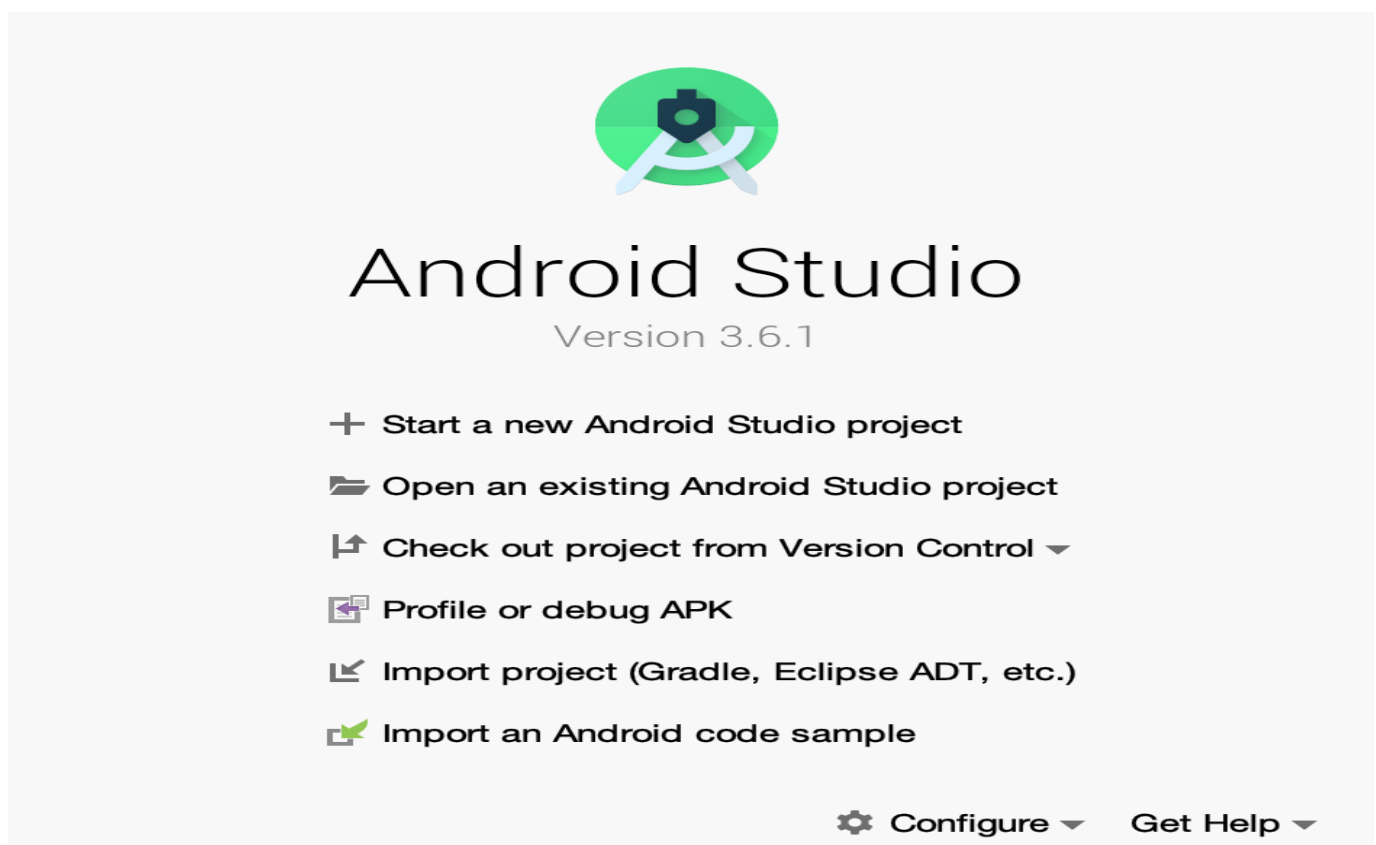 Android Studio
Version 3.6.1
Start a new Android Studio project
Open an existing Android Studio project
Check out project from Version Control
Profile or debug APK
Import project (Gradle, Eclipse ADT, etc.)
Import an Android code sample
Configure Get Help